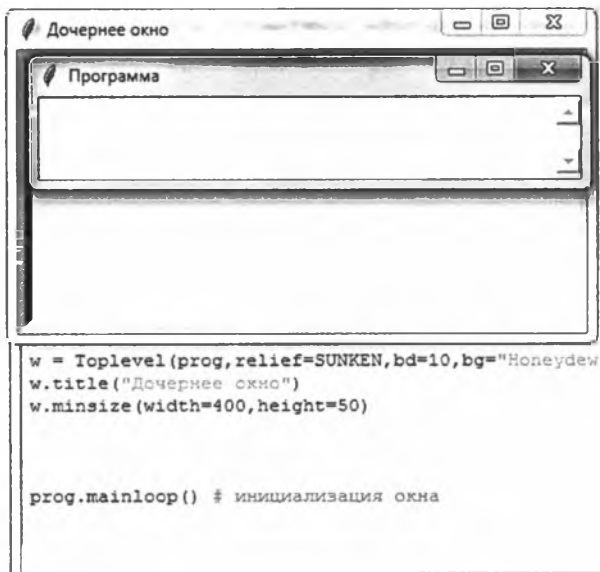 Дочернее окно
Программа
w = Toplevel(prog,relief=SUNKEN,bd=10,bg="Honeydew
w.title("Дочернее окно")
w.minsize(width=400,height=50)
prog.mainloop() # инициализация окна